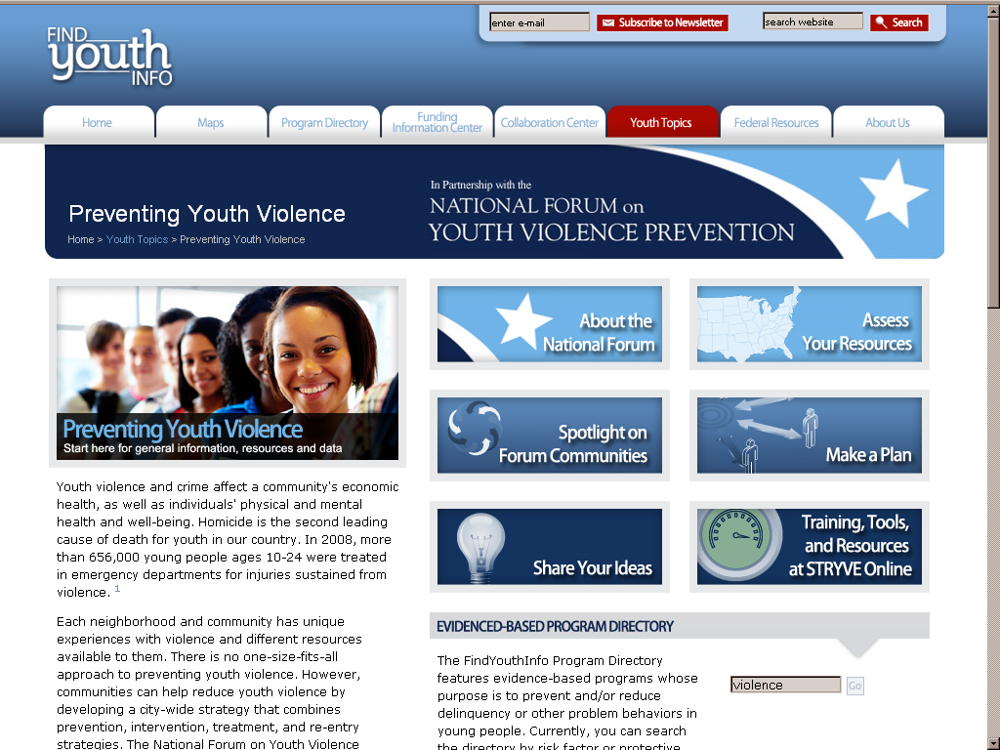 FIND
youth
INFO
enter e-mail
Subscribe to Newsletter
search website
Search
Home
Maps
Program Directory
Funding
Information Center
Collaboration Center
Youth Topics
Federal Resources
About Us
Preventing Youth Violence
Home > Youth Topics > Preventing Youth Violence
In Partnership with the
NATIONAL FORUM on
YOUTH VIOLENCE PREVENTION
Preventing Youth Violence
Start here for general information, resources and data
Youth violence and crime affect a community's economic
health, as well as individuals' physical and mental
health and well-being. Homicide is the second leading
cause of death for youth in our country. In 2008, more
than 656,000 young people ages 10-24 were treated
in emergency departments for injuries sustained from
violence. 1
Each neighborhood and community has unique
experiences with violence and different resources
available to them. There is no one-size-fits-all
approach to preventing youth violence. However,
communities can help reduce youth violence by
developing a city-wide strategy that combines
prevention, intervention, treatment, and re-entry
strategies. The National Forum on Youth Violence
About the
National Forum
Assess
Your Resources
Spotlight on
Forum Communities
Make a Plan
Share Your Ideas
Training, Tools,
and Resources
at STRYVE Online
EVIDENCED-BASED PROGRAM DIRECTORY
The FindYouthInfo Program Directory
features evidence-based programs whose
purpose is to prevent and/or reduce
delinquency or other problem behaviors in
young people. Currently, you can search
the directory by risk factor or protective
violence
Go